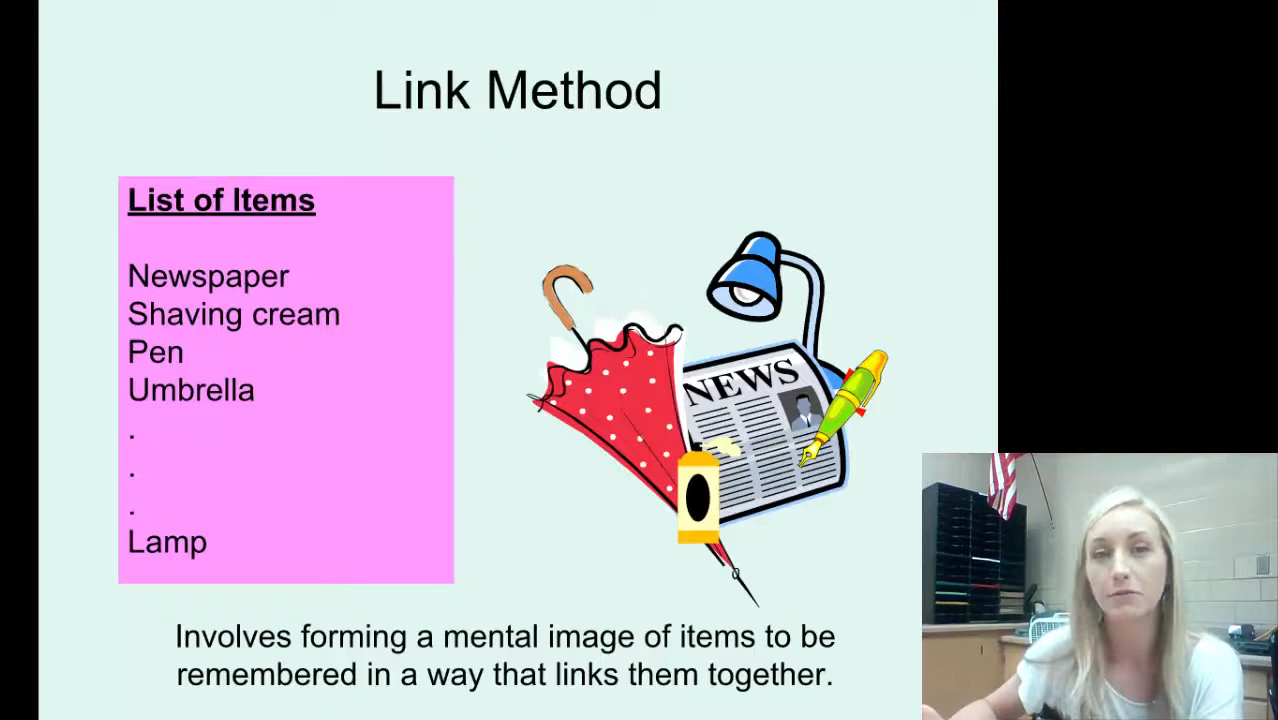 Link Method
List of Items
Newspaper
Shaving cream
Pen
Umbrella
.
.
.
Lamp
NEWS
Involves forming a mental image of items to be
remembered in a way that links them together.